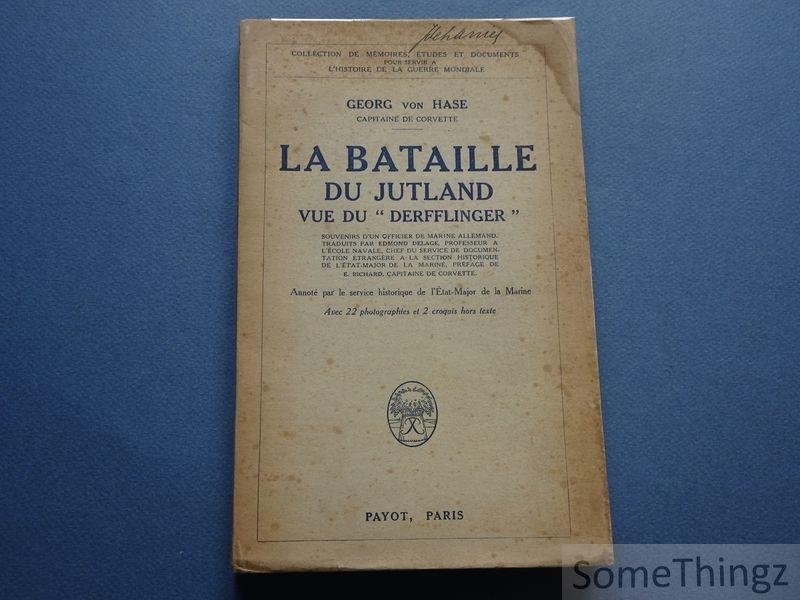 COLLECTION DE MÉMOIRES, ÉTUDES ET DOCUMENTS
POUR SERVIR A
L'HISTOIRE DE LA GUERRE MONDIALE
GEORG VON HASE
CAPITAINE DE CORVETTE
LA BATAILLE
DU JUTLAND
VUE DU " DERFFLINGER "
SOUVENIRS D'UN OFFICIER DE MARINE ALLEMAND.
TRADUITS PAR EDMOND DELAGE, PROFESSEUR A
L'ÉCOLE NAVALE, CHEF DU SERVICE DE DOCUMEN-
TATION ÉTRANGÈRE A LA SECTION HISTORIQUE
DE L'ÉTAT-MAJOR DE LA MARINE, PRÉFACE DE
E. RICHARD, CAPITAINE DE CORVETTE.
Annoté par le service historique de l'État-Major de la Marine
Avec 22 photographies et 2 croquis hors texte
PAYOT, PARIS
SomeThingz